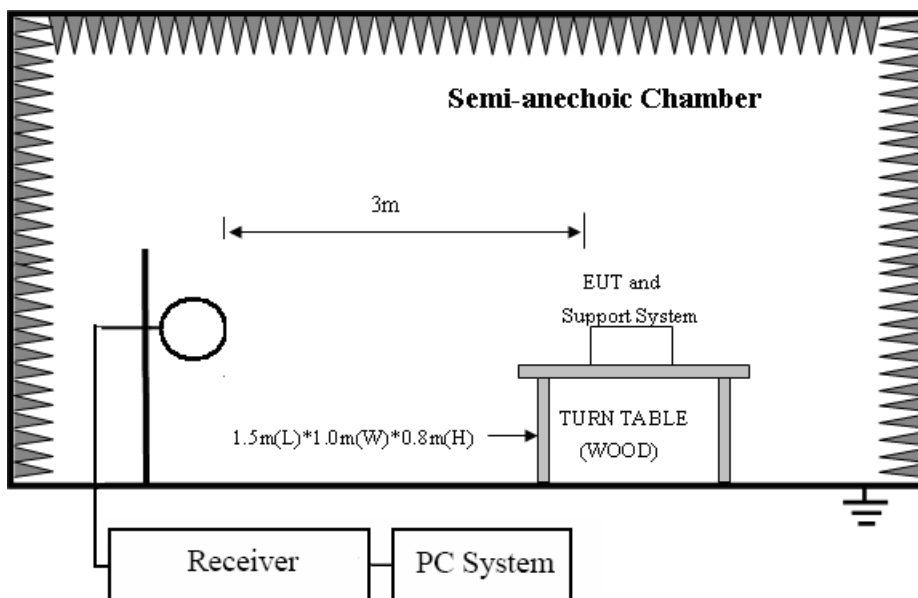 Semi-anechoic Chamber
3m
EUT and
Support System
1.5m(L)*1.0m(W)*0.8m(H)
TURN TABLE
(WOOD)
Receiver
PC System